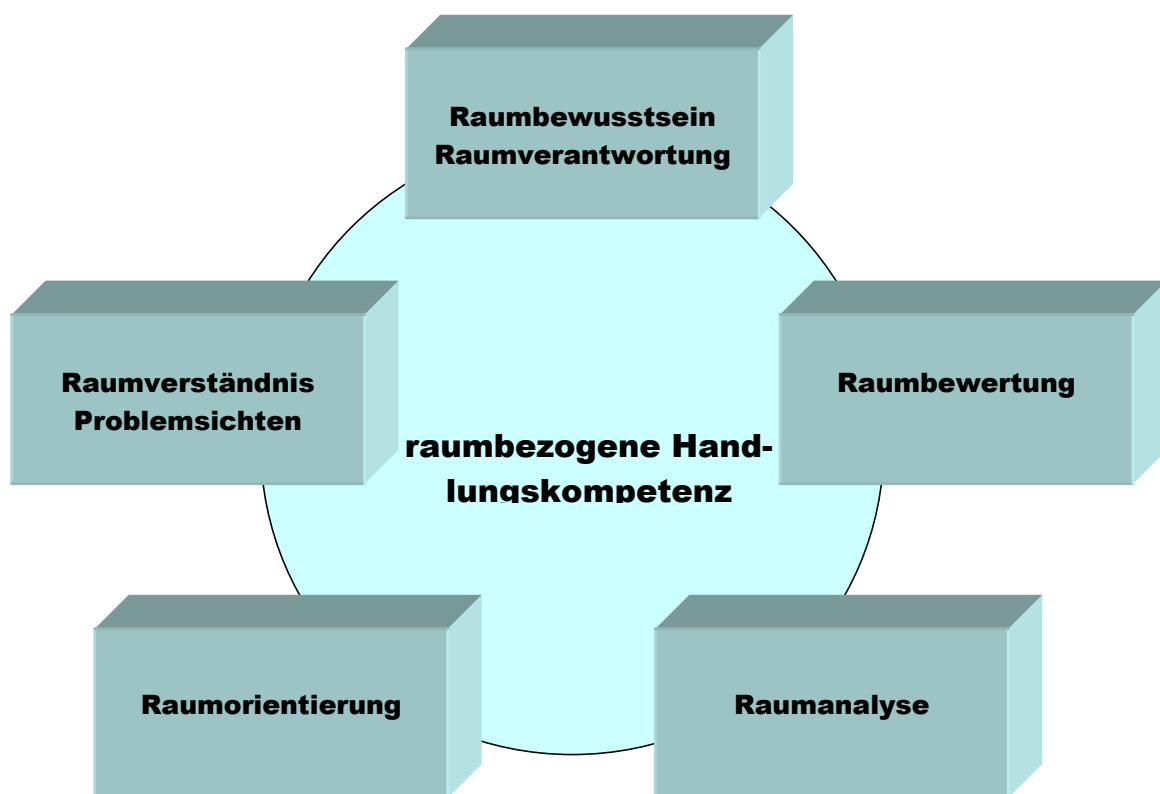 Raumbewusstsein
Raumverantwortung
Raumverständnis
Problemsichten
Raumbewertung
raumbezogene Hand-
lungskompetenz
Raumorientierung
Raumanalyse